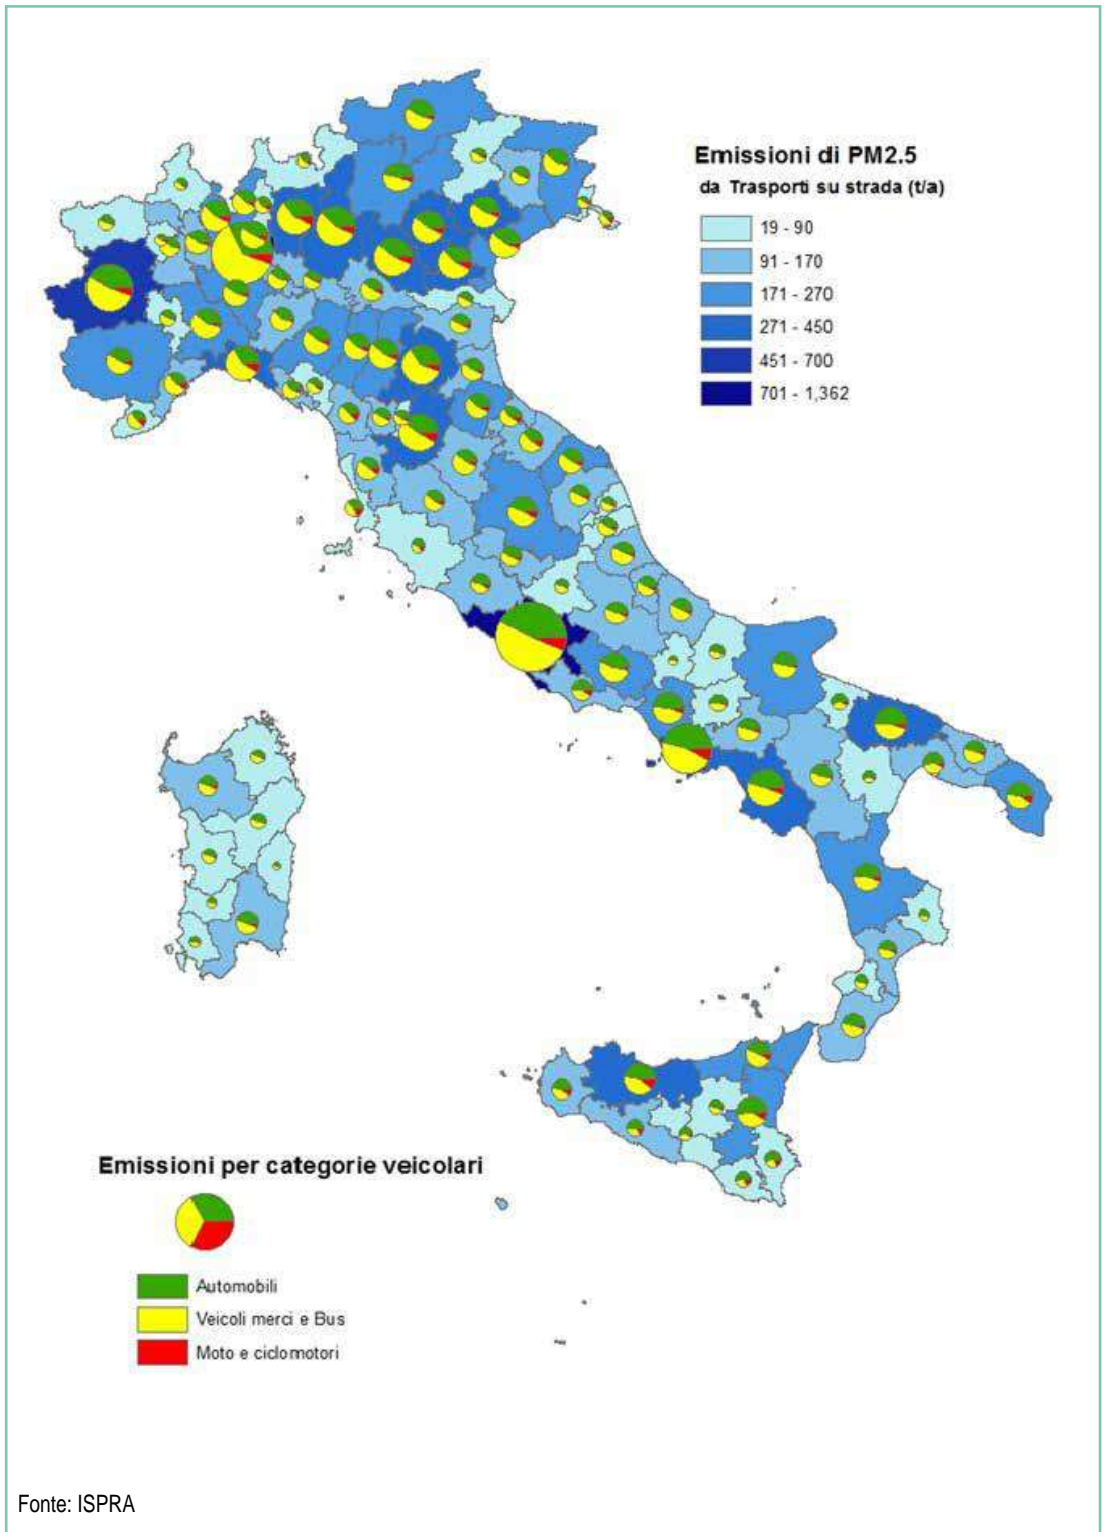 Emissioni di PM2.5
da Trasporti su strada (t/a)
19 - 90
91 - 170
171 - 270
271 - 450
451 - 700
701 - 1,362
Emissioni per categorie veicolari
Automobili
Veicoli merci e Bus
Moto e ciclomotori
Fonte: ISPRA